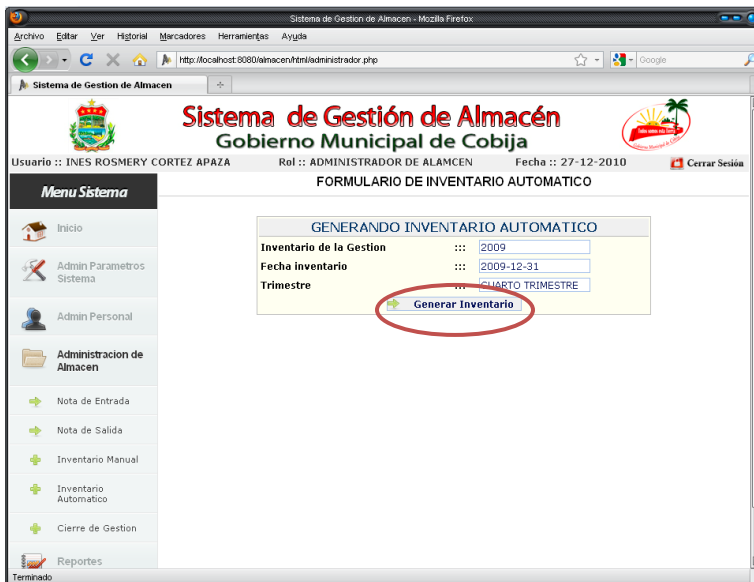 Sistema de Gestion de Almacen - Mozilla Firefox
Archivo Editar Ver Historial Marcadores Herramientas Ayuda
http://localhost:8080/almacen/html/administrador.php Google
Sistema de Gestion de Almacen
Sistema de Gestión de Almacén
Gobierno Municipal de Cobija
Usuario :: INES ROSMERY CORTEZ APAZA Rol :: ADMINISTRADOR DE ALAMCEN Fecha :: 27-12-2010 Cerrar Sesión
Menu Sistema
FORMULARIO DE INVENTARIO AUTOMATICO
GENERANDO INVENTARIO AUTOMATICO
Inventario de la Gestion ::: 2009
Fecha inventario ::: 2009-12-31
Trimestre ::: CUARTO TRIMESTRE
Generar Inventario
Inicio
Admin Parametros
Sistema
Admin Personal
Administracion de
Almacen
Nota de Entrada
Nota de Salida
Inventario Manual
Inventario
Automatico
Cierre de Gestion
Reportes
Terminado